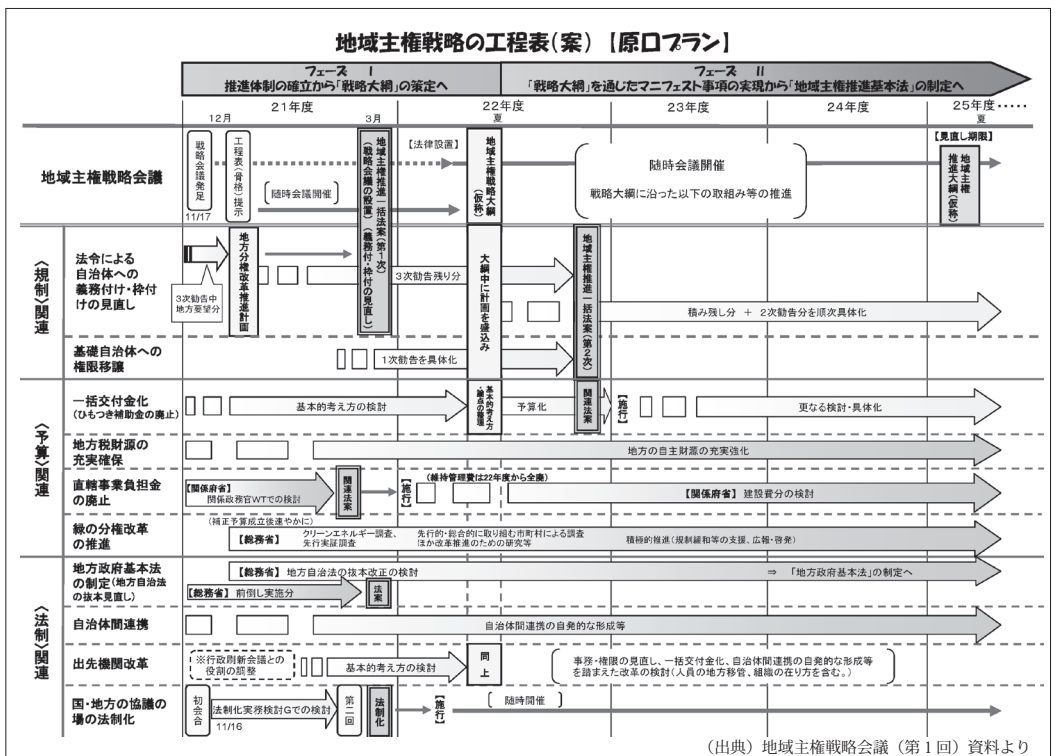 地域主権戦略の工程表(案)【原口プラン】
フェーズ Ⅰ
推進体制の確立から「戦略大綱」の策定へ
フェーズ Ⅱ
「戦略大綱」を通じたマニフェスト事項の実現から「地域主権推進基本法」の制定へ
21年度
22年度
23年度
24年度
25年度・・・・・
12月
3月
夏
夏
地域主権戦略会議
戦略会議発足
11/17
工程表(骨格)提示
随時会議開催
地域主権推進一括法案(第1次)
(戦略会議の設置)(義務付・枠付の見直し)
【法律設置】
地域主権戦略大綱
(仮称)
随時会議開催
戦略大綱に沿った以下の取組み等の推進
【見直し期限】
地域主権
推進大綱(仮称)
〈規制〉関連
法令による
自治体への
義務付け・枠付
けの見直し
3次勧告中
地方要望分
地方分権改革推進計画
3次勧告残り分
大綱中に計画を盛込み
地域主権推進一括法案(第2次)
積み残し分 + 2次勧告分を順次具体化
基礎自治体への
権限移譲
1次勧告を具体化
〈予算〉関連
一括交付金化
(ひもつき補助金の廃止)
基本的考え方の検討
基本的考え方
・論点の整理
予算化
関連法案
【施行】
更なる検討・具体化
地方税財源の
充実確保
地方の自主財源の充実強化
直轄事業負担金
の廃止
【関係府省】
関係政務官WTでの検討
関連法案
【施行】
(維持管理費は22年度から全廃)
【関係府省】建設費分の検討
緑の分権改革
の推進
(補正予算成立後速やかに)
【総務省】
クリーンエネルギー調査、
先行実証調査
先行的・総合的に取り組む市町村による調査
ほか改革推進のための研究等
積極的推進(規制緩和等の支援、広報・啓発)
〈法制〉関連
地方政府基本法
の制定(地方自治法
の抜本見直し)
【総務省】地方自治法の抜本改正の検討
⇒ 「地方政府基本法」の制定へ
【総務省】前倒し実施分
法案
自治体間連携
自治体間連携の自発的な形成等
出先機関改革
※行政刷新会議との
役割の調整
基本的考え方の検討
同上
事務・権限の見直し、一括交付金化、自治体間連携の自発的な形成等
を踏まえた改革の検討(人員の地方移管、組織の在り方を含む。)
国・地方の協議の
場の法制化
初会合
法制化実務検討Gでの検討
11/16
第二回
法制化
【施行】
随時開催
(出典)地域主権戦略会議(第1回)資料より